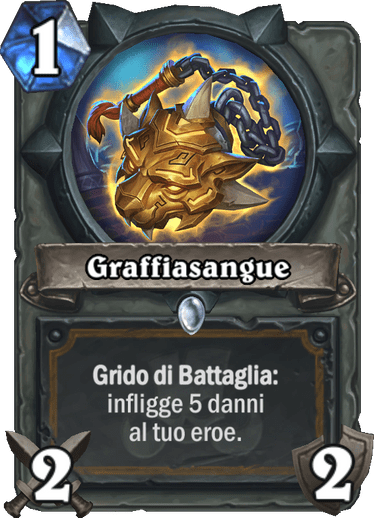 1
Graffiasangue
Grido di Battaglia:
infligge 5 danni
al tuo eroe.
2
2